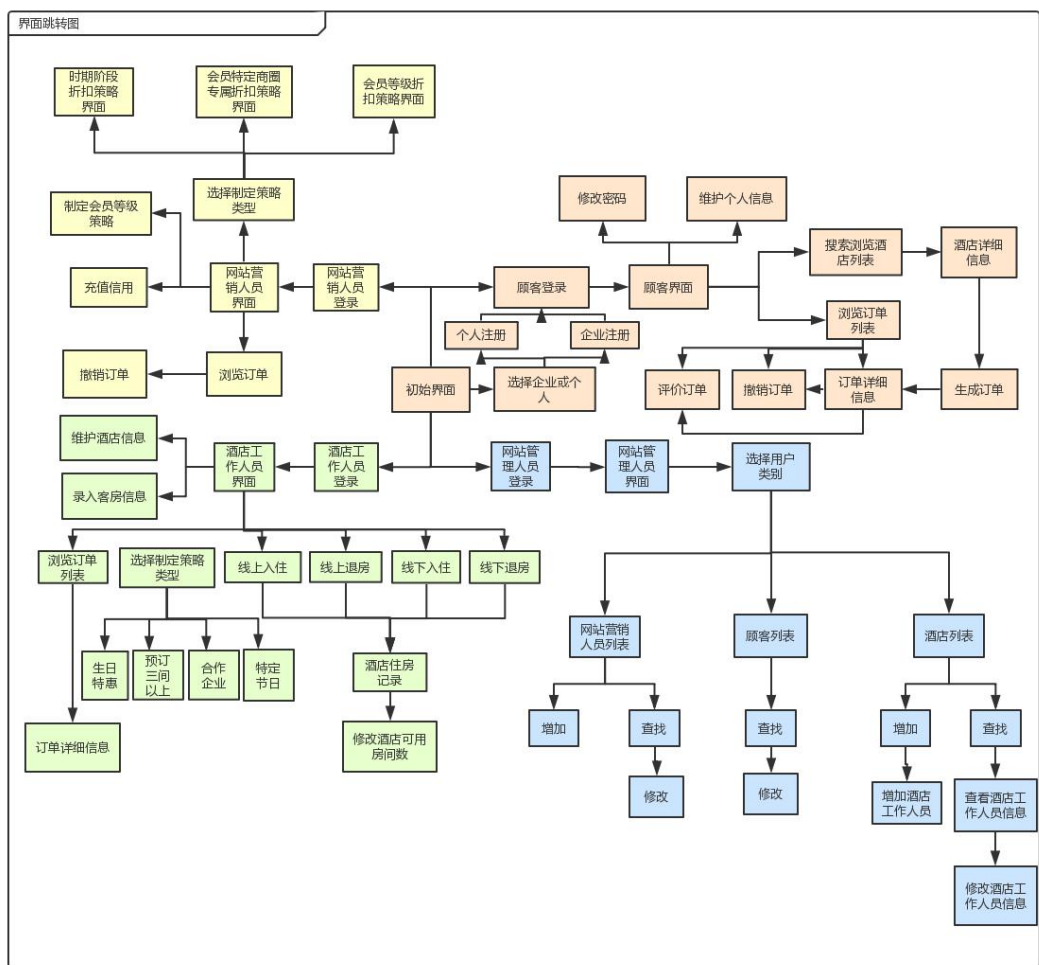 界面跳转图
时期阶段
折扣策略
界面
会员特定商圈
专属折扣策略
界面
会员等级折
扣策略界面
制定会员等级
策略
选择制定策略
类型
修改密码
维护个人信息
搜索浏览酒
店列表
酒店详细
信息
充值信用
网站营
销人员
界面
网站营
销人员
登录
顾客登录
顾客界面
浏览订单
列表
个人注册
企业注册
撤销订单
浏览订单
初始界面
选择企业或个
人
评价订单
撤销订单
订单详细
信息
生成订单
维护酒店信息
录入客房信息
酒店工
作人员
界面
酒店工
作人员
登录
网站管
理人员
登录
网站管
理人员
界面
选择用户
类别
浏览订单
列表
选择制定策略
类型
线上入住
线上退房
线下入住
线下退房
生日
特惠
预订
三间
以上
合作
企业
特定
节日
酒店住房
记录
网站营销
人员列表
顾客列表
酒店列表
订单详细信息
修改酒店可用
房间数
增加
查找
查找
增加
查找
修改
修改
增加酒店
工作人员
查看酒店工
作人员信息
修改酒店工
作人员信息